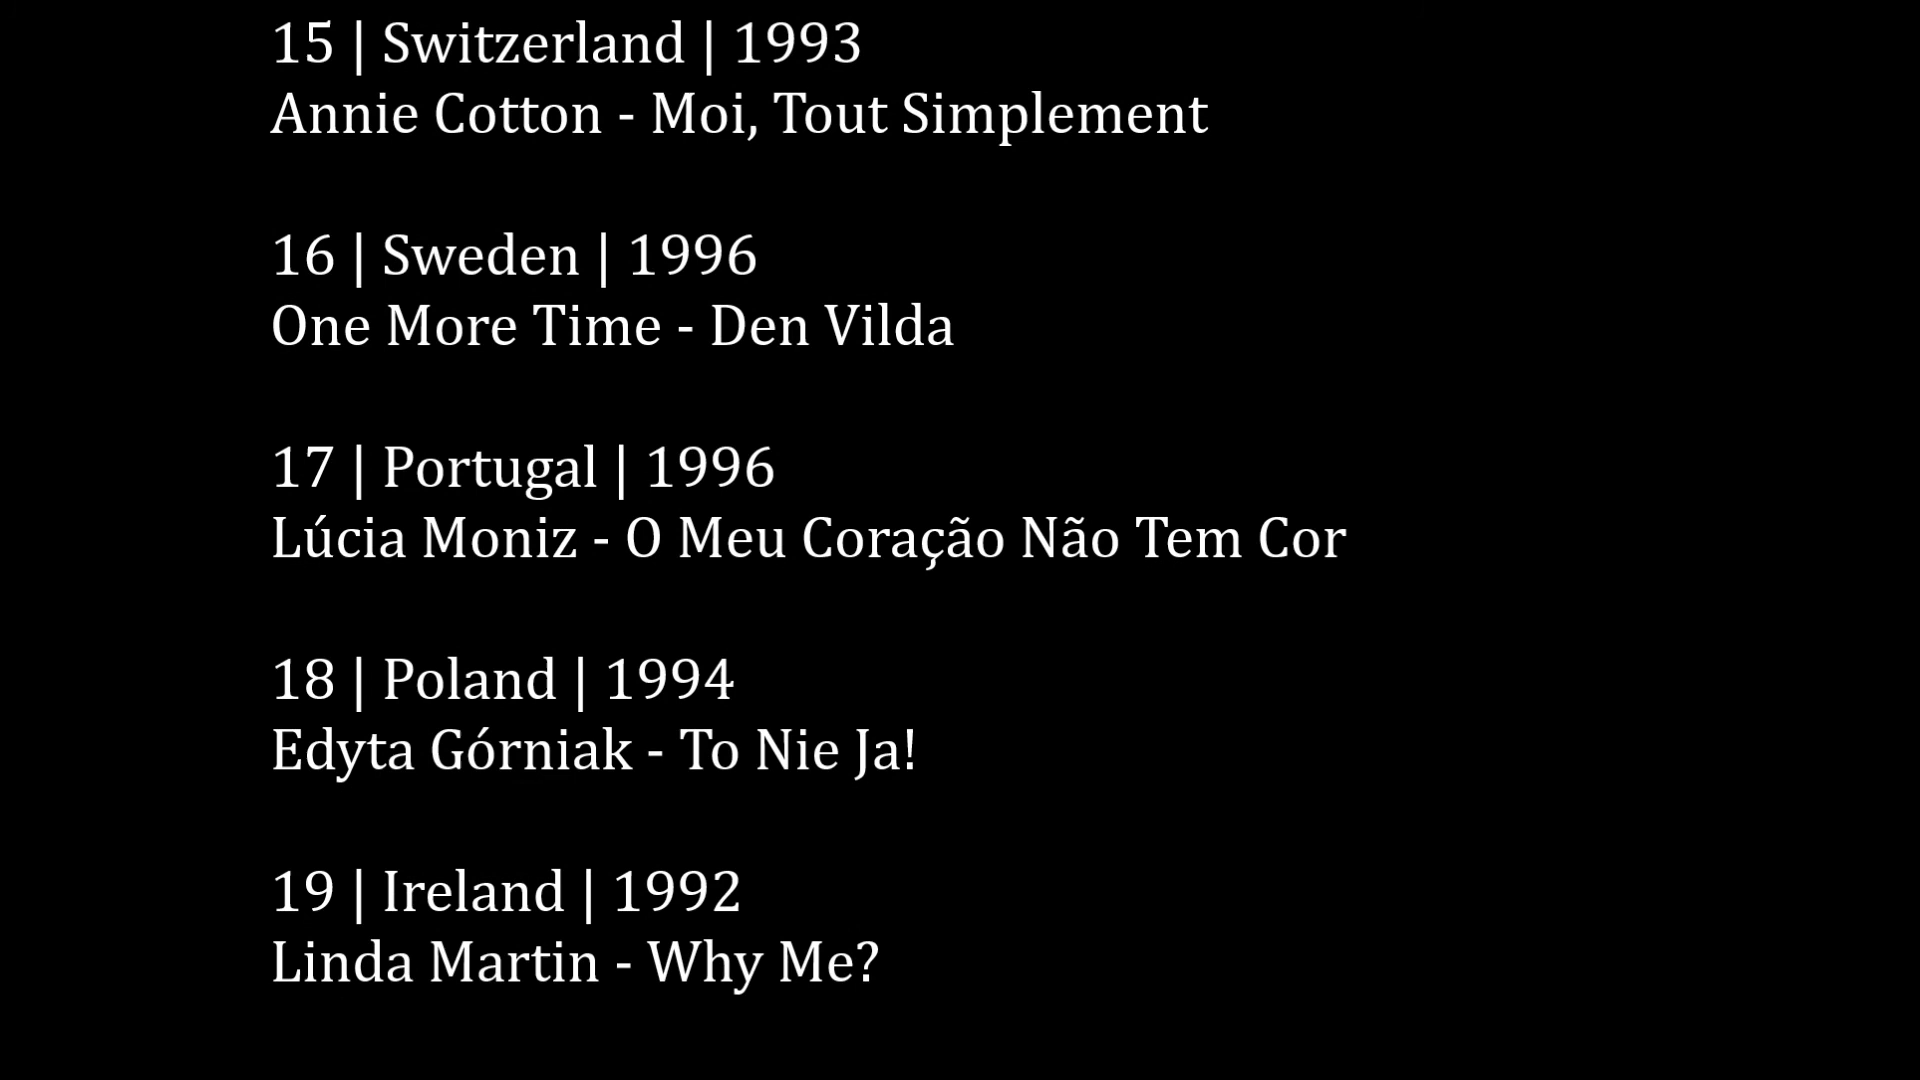 15 | Switzerland | 1993
Annie Cotton - Moi, Tout Simplement
16 | Sweden | 1996
One More Time - Den Vilda
17 | Portugal | 1996
Lúcia Moniz - O Meu Coração Não Tem Cor
18 | Poland | 1994
Edyta Górniak - To Nie Ja!
19 | Ireland | 1992
Linda Martin - Why Me?